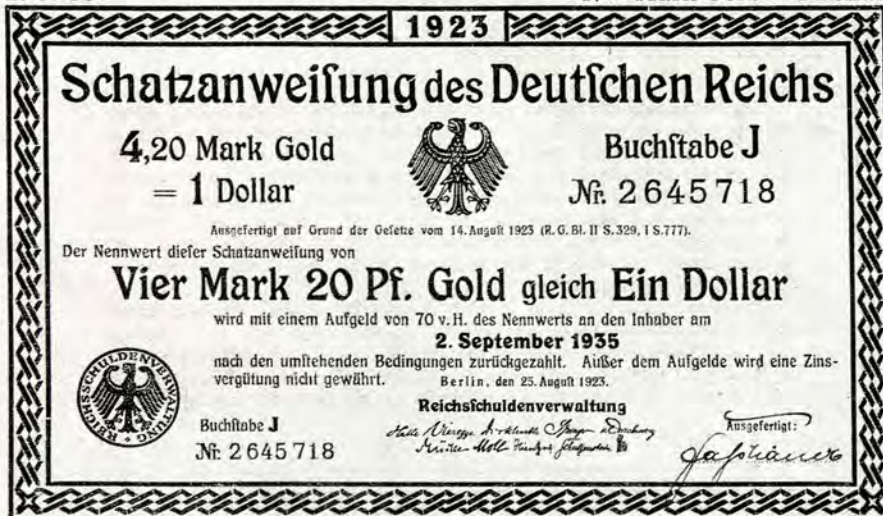 1923
Schatzanweiſung des Deutſchen Reichs
4,20 Mark Gold
= 1 Dollar
Buchſtabe J
Nr. 2645718
Ausgefertigt auf Grund der Geſetze vom 14. Auguſt 1923 (R. G. Bl. II S. 329, I S. 777).
Der Nennwert dieſer Schatzanweiſung von
Vier Mark 20 Pf. Gold gleich Ein Dollar
wird mit einem Aufgeld von 70 v. H. des Nennwerts an den Inhaber am
2. September 1935
nach den umſtehenden Bedingungen zurückgezahlt. Außer dem Aufgelde wird eine Zins-
vergütung nicht gewährt. Berlin, den 25. Auguſt 1923.
REICHSSCHULDENVERWALTUNG
Reichsſchuldenverwaltung
Buchſtabe J
Nr. 2645718
Ausgefertigt: